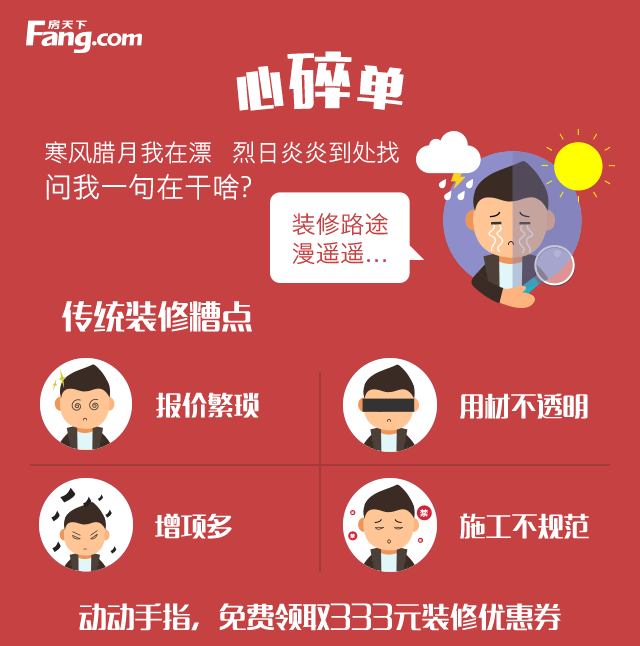 房天下
Fang.com
心碎单
寒风腊月我在漂 烈日炎炎到处找
问我一句在干啥?
装修路途
漫遥遥...
传统装修糟点
报价繁琐
用材不透明
增项多
禁
施工不规范
动动手指，免费领取333元装修优惠券